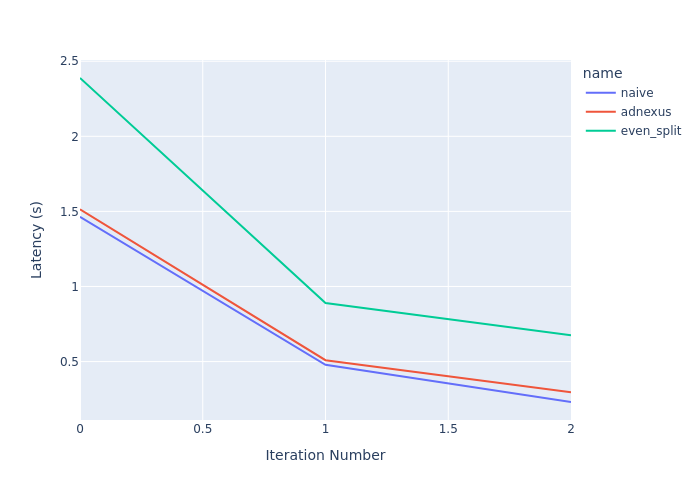 2.5
2
1.5
1
0.5
Latency (s)
0
0.5
1
1.5
2
Iteration Number
name
naive
adnexus
even_split